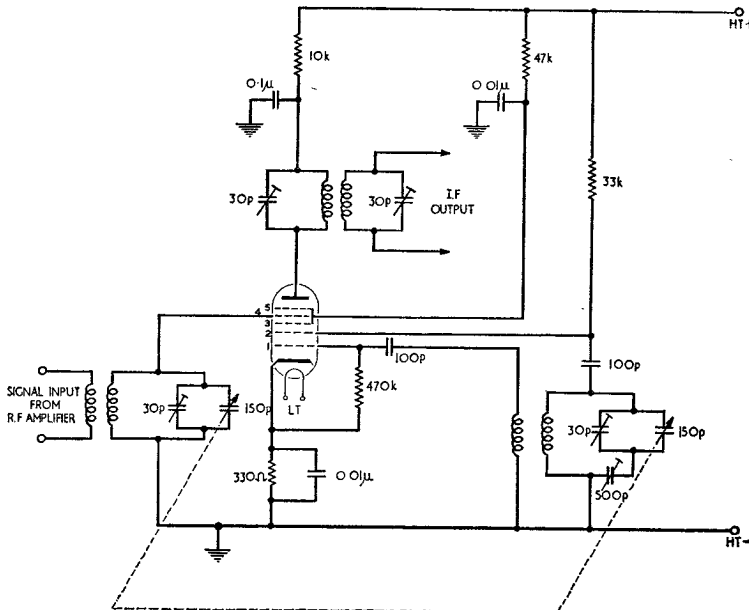 HT+
10k
47k
0·1μ
0 01μ
33k
30p
30p
I.F
OUTPUT
5
4
3
2
1
100p
100p
SIGNAL INPUT
FROM
R.F AMPLIFIER
30p
150p
LT
470k
30p
150p
330Ω
0 01μ
500p
HT-